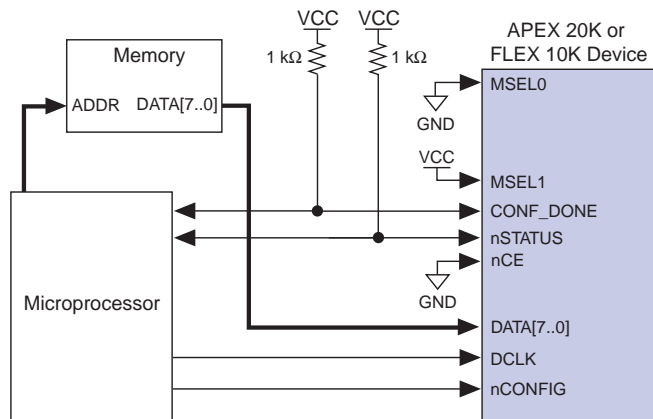 VCC VCC
1 kΩ 1 kΩ
APEX 20K or
FLEX 10K Device
Memory
ADDR DATA[7..0]
MSEL0
GND
VCC
MSEL1
CONF_DONE
nSTATUS
nCE
GND
Microprocessor
DATA[7..0]
DCLK
nCONFIG